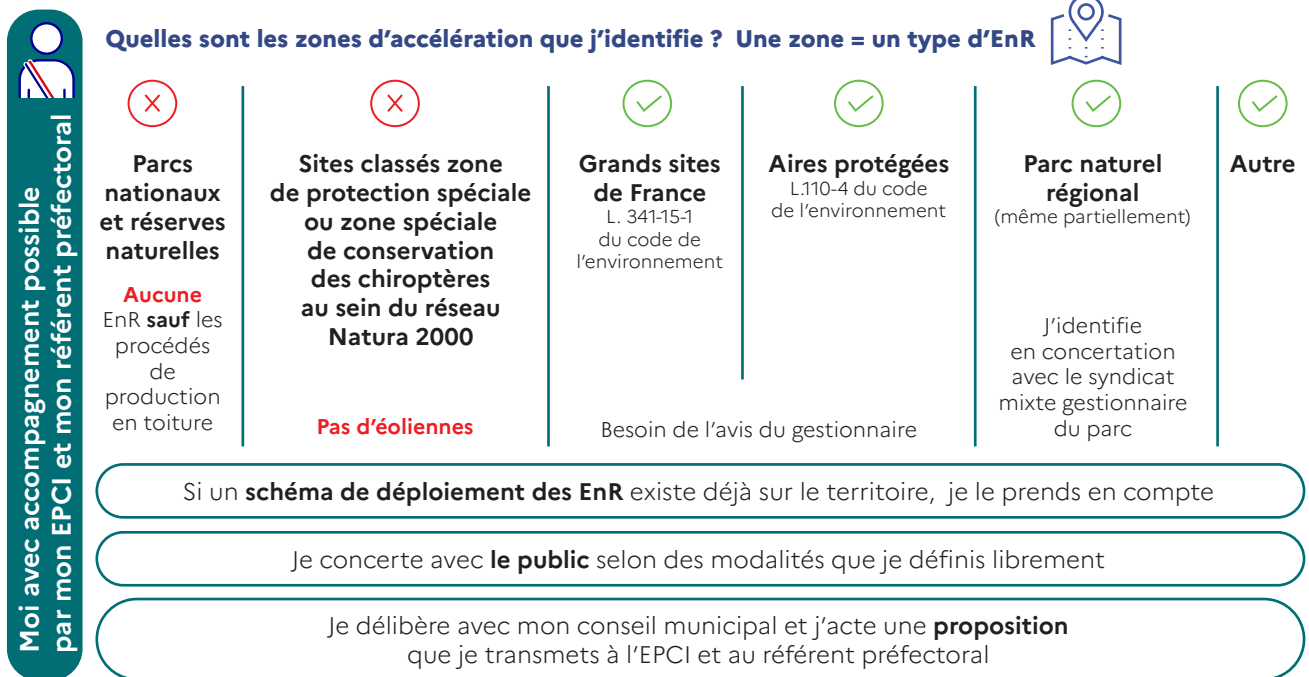 Moi avec accompagnement possible
par mon EPCI et mon référent préfectoral
Quelles sont les zones d'accélération que j'identifie ? Une zone = un type d'EnR
Parcs
nationaux
et réserves
naturelles
Aucune
EnR sauf les
procédés
de
production
en toiture
Sites classés zone
de protection spéciale
ou zone spéciale
de conservation
des chiroptères
au sein du réseau
Natura 2000
Pas d'éoliennes
Grands sites
de France
L. 341-15-1
du code de
l'environnement
Aires protégées
L.110-4 du code
de l'environnement
Besoin de l'avis du gestionnaire
Parc naturel
régional
(même partiellement)
J'identifie
en concertation
avec le syndicat
mixte gestionnaire
du parc
Autre
Si un schéma de déploiement des EnR existe déjà sur le territoire, je le prends en compte
Je concerte avec le public selon des modalités que je définis librement
Je délibère avec mon conseil municipal et j'acte une proposition
que je transmets à l'EPCI et au référent préfectoral